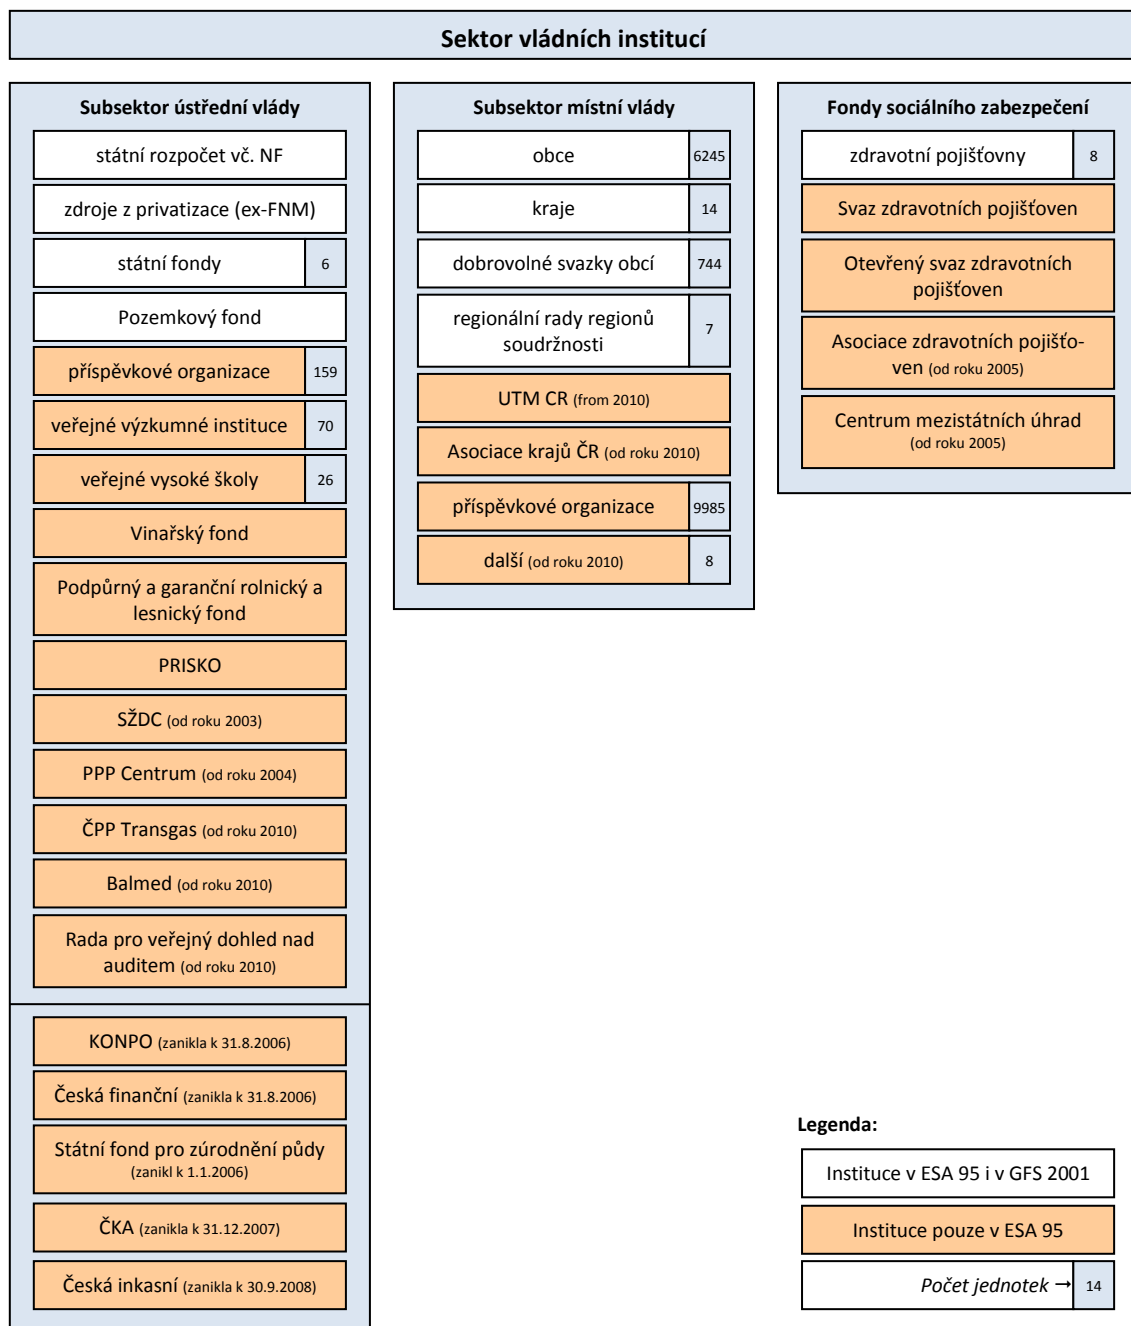 Sektor vládních institucí
Subsektor ústřední vlády
státní rozpočet vč. NF
zdroje z privatizace (ex-FNM)
státní fondy 6
Pozemkový fond
příspěvkové organizace 159
veřejné výzkumné instituce 70
veřejné vysoké školy 26
Vinařský fond
Podpůrný a garanční rolnický a
lesnický fond
PRISKO
SŽDC (od roku 2003)
PPP Centrum (od roku 2004)
ČPP Transgas (od roku 2010)
Balmed (od roku 2010)
Rada pro veřejný dohled nad
auditem (od roku 2010)
KONPO (zanikla k 31.8.2006)
Česká finanční (zanikla k 31.8.2006)
Státní fond pro zúrodnění půdy
(zanikl k 1.1.2006)
ČKA (zanikla k 31.12.2007)
Česká inkasní (zanikla k 30.9.2008)
Subsektor místní vlády
obce 6245
kraje 14
dobrovolné svazky obcí 744
regionální rady regionů
soudržnosti 7
UTM CR (from 2010)
Asociace krajů ČR (od roku 2010)
příspěvkové organizace 9985
další (od roku 2010) 8
Fondy sociálního zabezpečení
zdravotní pojišťovny 8
Svaz zdravotních pojišťoven
Otevřený svaz zdravotních
pojišťoven
Asociace zdravotních pojišťo-
ven (od roku 2005)
Centrum mezistátních úhrad
(od roku 2005)
Legenda:
Instituce v ESA 95 i v GFS 2001
Instituce pouze v ESA 95
Počet jednotek → 14